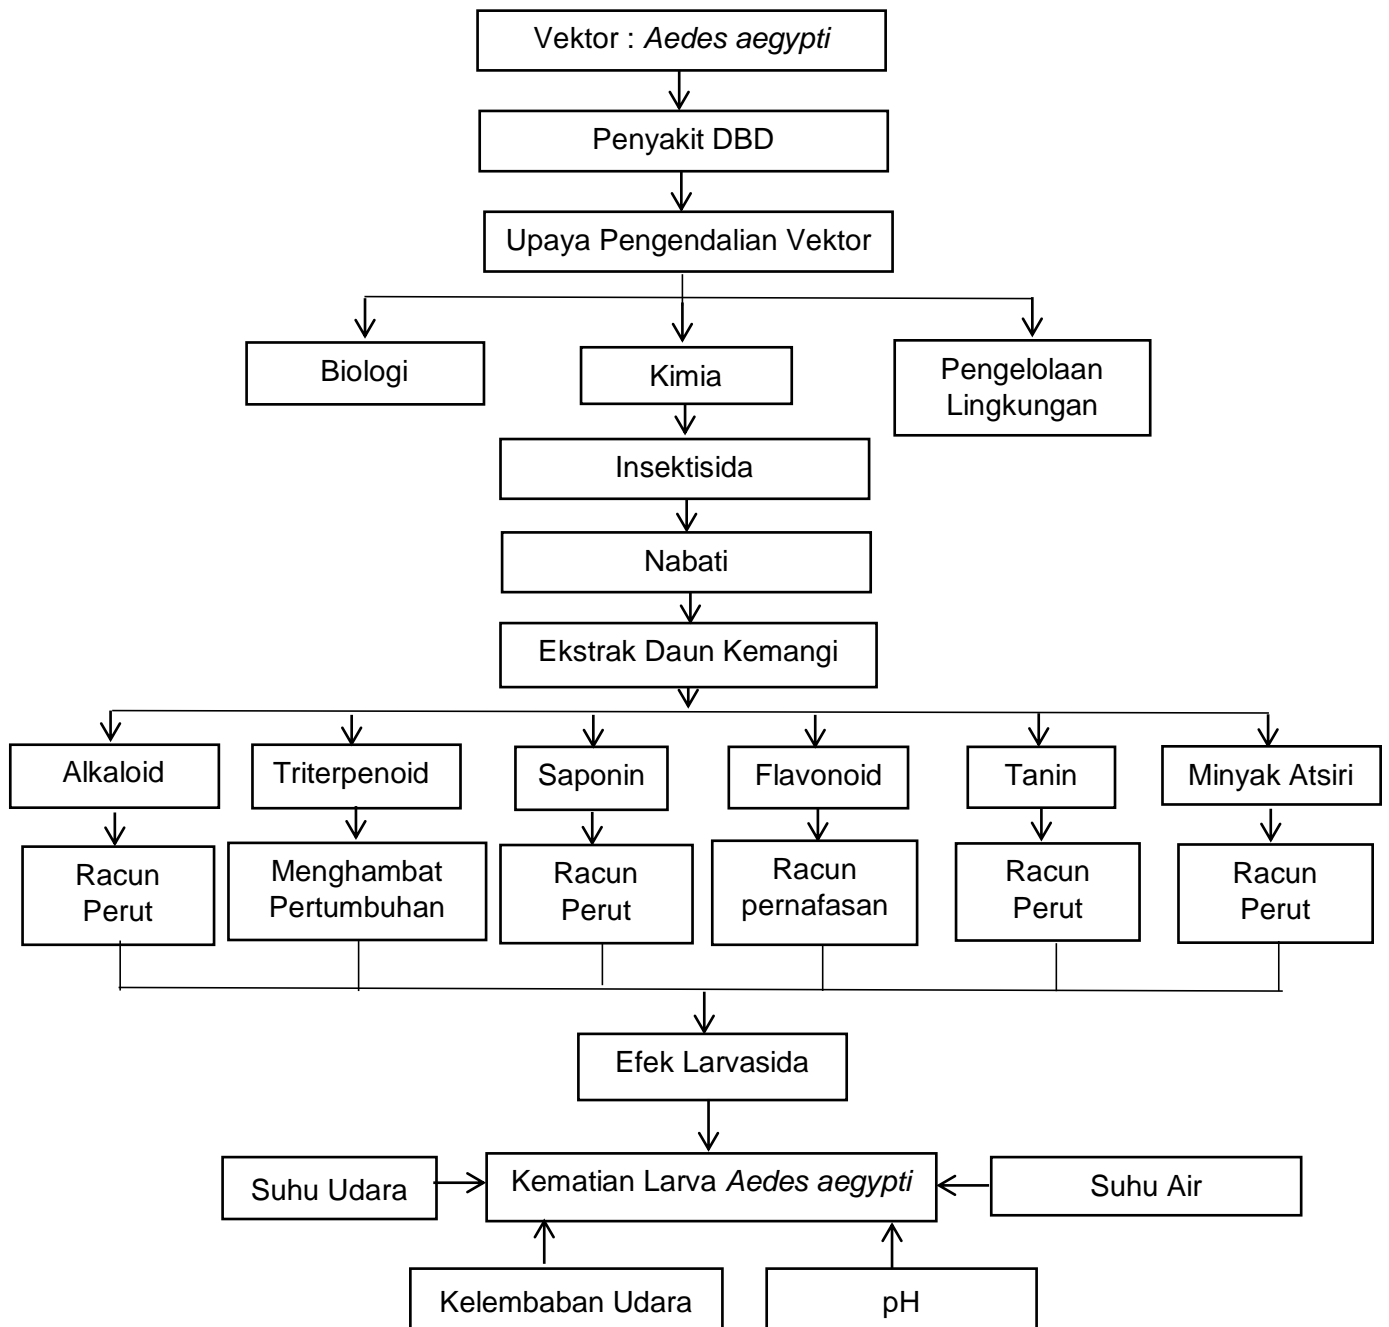 Vektor : Aedes aegypti
Penyakit DBD
Upaya Pengendalian Vektor
Biologi
Kimia
Pengelolaan
Lingkungan
Insektisida
Nabati
Ekstrak Daun Kemangi
Alkaloid
Triterpenoid
Saponin
Flavonoid
Tanin
Minyak Atsiri
Racun
Perut
Menghambat
Pertumbuhan
Racun
Perut
Racun
pernafasan
Racun
Perut
Racun
Perut
Efek Larvasida
Suhu Udara
Kematian Larva Aedes aegypti
Suhu Air
Kelembaban Udara
pH